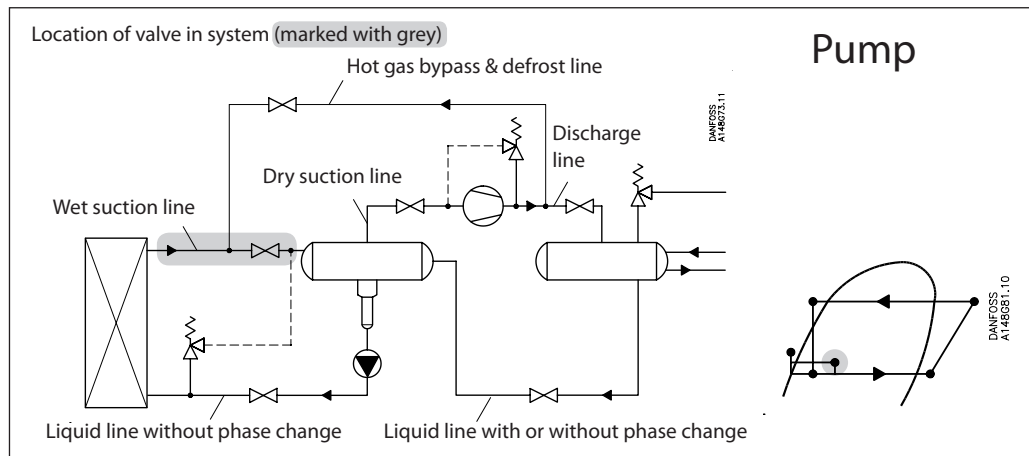 Location of valve in system (marked with grey)
Pump
Hot gas bypass & defrost line
DANFOSS
A148G73.11
Discharge
line
Dry suction line
Wet suction line
DANFOSS
A148G81.10
Liquid line without phase change
Liquid line with or without phase change